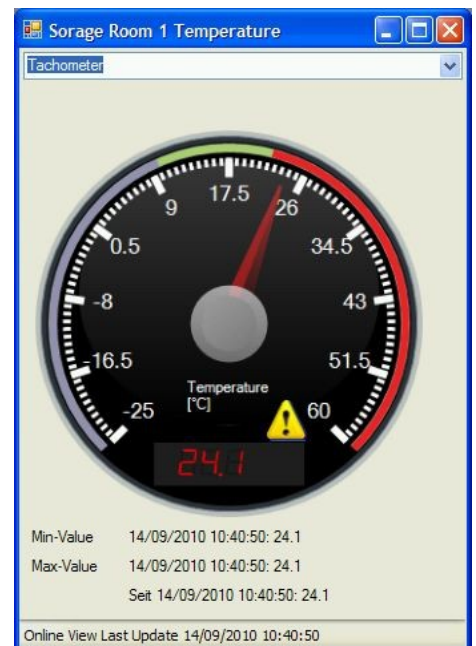 Sorage Room 1 Temperature
Tachometer
17.5
9
26
0.5
34.5
-8
43
-16.5
51.5
-25
60
Temperature
[°C]
24.1
Min-Value 14/09/2010 10:40:50: 24.1
Max-Value 14/09/2010 10:40:50: 24.1
Seit 14/09/2010 10:40:50: 24.1
Online View Last Update 14/09/2010 10:40:50